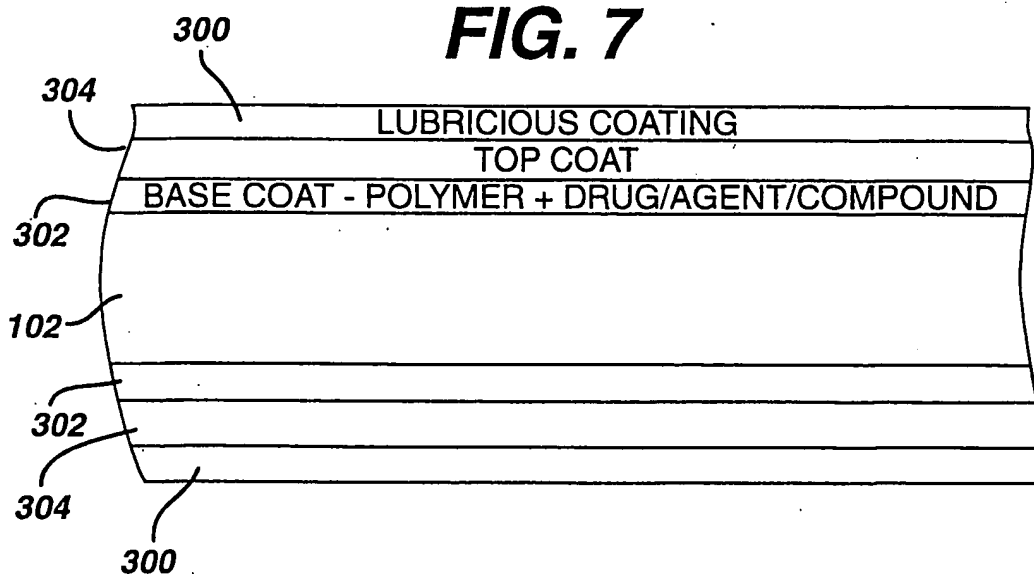 FIG. 7
300
304
LUBRICIOUS COATING
TOP COAT
BASE COAT - POLYMER + DRUG/AGENT/COMPOUND
302
102
302
304
300